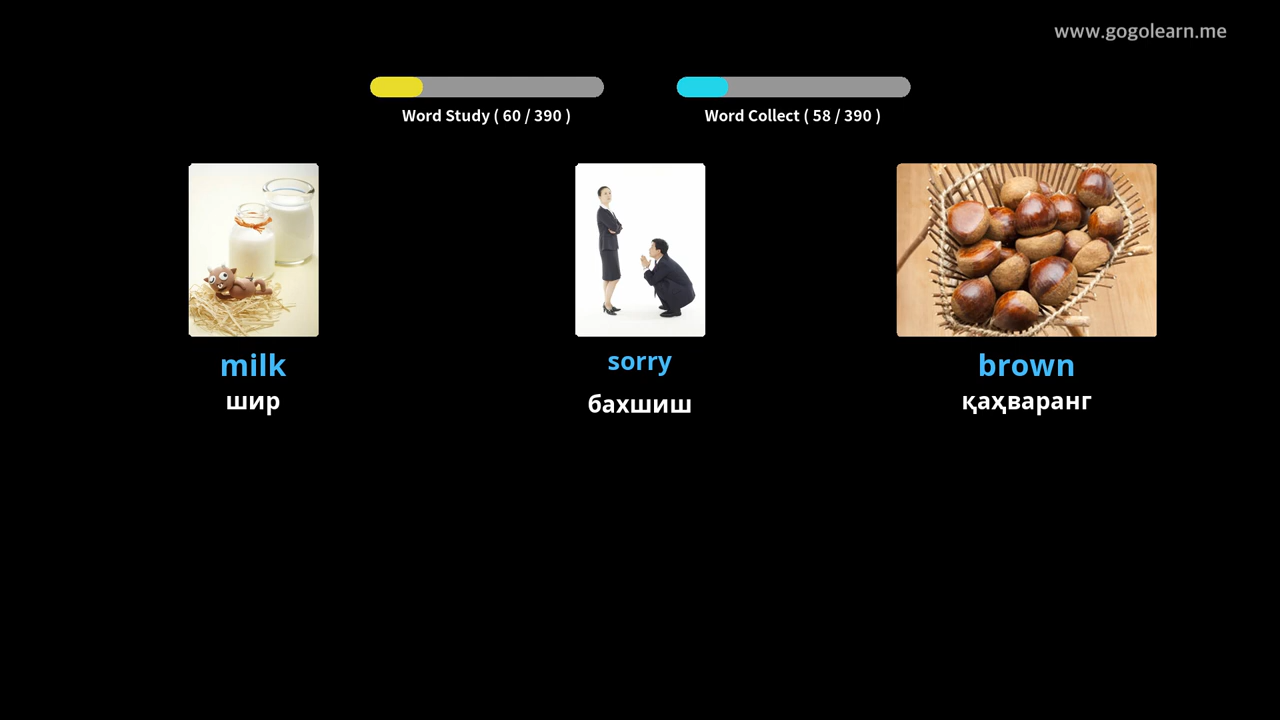 www.gogolearn.me
Word Study ( 60 / 390 )
Word Collect ( 58 / 390 )
milk
шир
sorry
бахшиш
brown
қаҳваранг